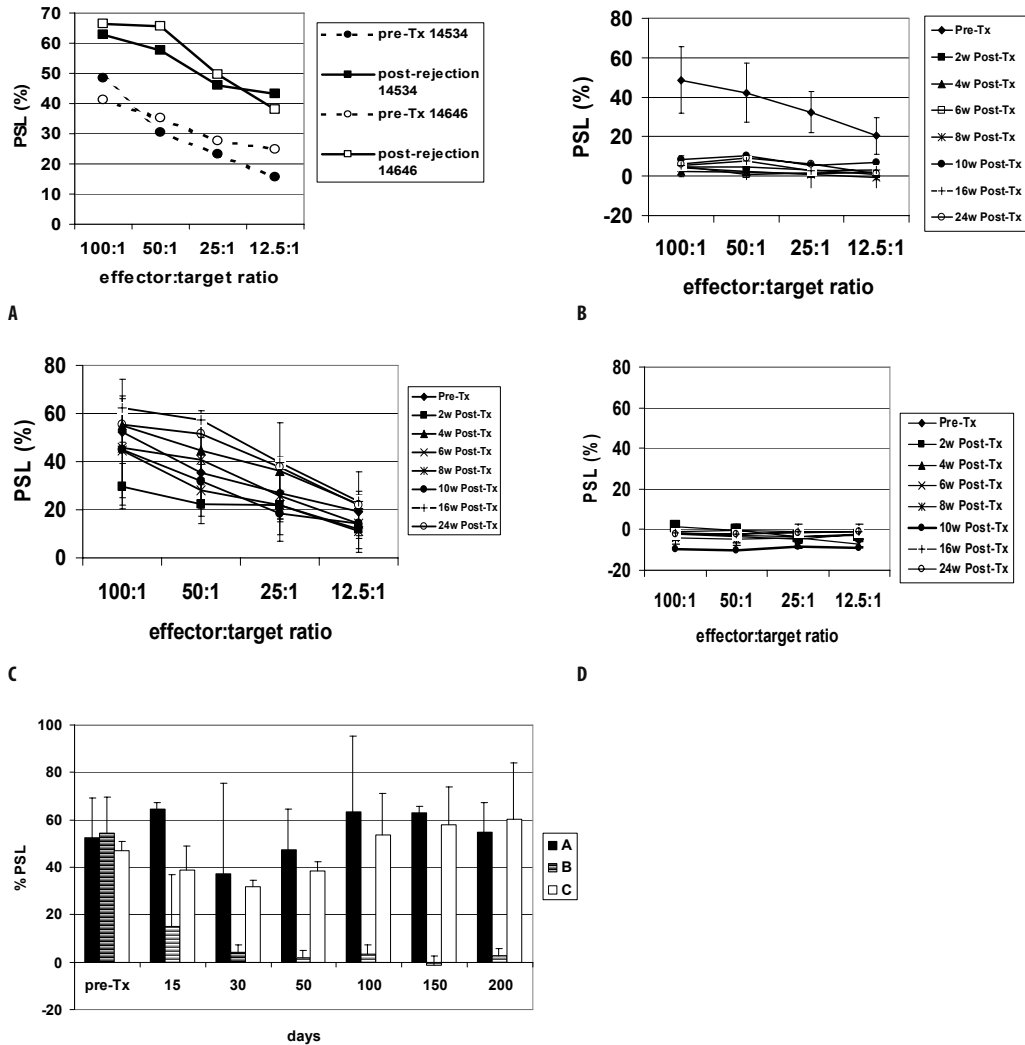 70
60
50
40
30
20
10
0
PSL (%)
100:1 50:1 25:1 12.5:1
effector:target ratio
pre-Tx 14534
post-rejection
14534
pre-Tx 14646
post-rejection
14646
A
80
60
40
20
0
-20
PSL (%)
100:1 50:1 25:1 12.5:1
effector:target ratio
Pre-Tx
2w Post-Tx
4w Post-Tx
6w Post-Tx
8w Post-Tx
10w Post-Tx
16w Post-Tx
24w Post-Tx
B
80
60
40
20
0
PSL (%)
100:1 50:1 25:1 12.5:1
effector:target ratio
Pre-Tx
2w Post-Tx
4w Post-Tx
6w Post-Tx
8w Post-Tx
10w Post-Tx
16w Post-Tx
24w Post-Tx
C
80
60
40
20
0
-20
PSL (%)
100:1 50:1 25:1 12.5:1
effector:target ratio
Pre-Tx
2w Post-Tx
4w Post-Tx
6w Post-Tx
8w Post-Tx
10w Post-Tx
16w Post-Tx
24w Post-Tx
D
100
80
60
40
20
0
-20
% PSL
pre-Tx 15 30 50 100 150 200
days
A
B
C